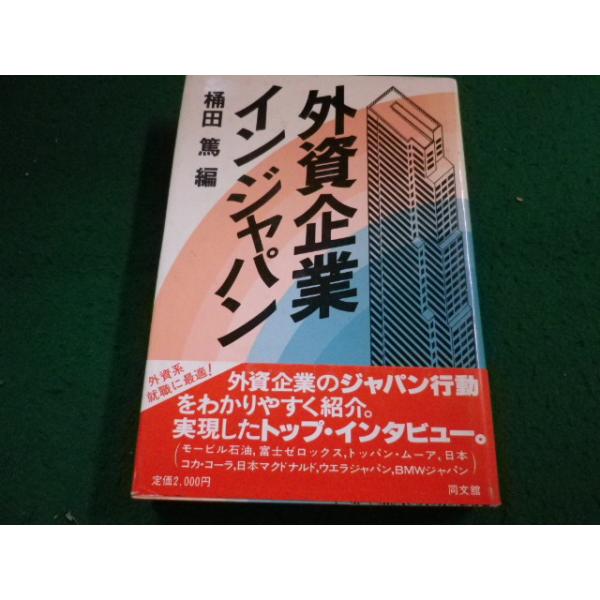 外資企業
インジャパン
桶田 篤 編
外資系
就職に最適!
外資企業のジャパン行動
をわかりやすく紹介。
実現したトップ・インタビュー。
(モービル石油,富士ゼロックス,トッパン・ムーア,日本
コカ・コーラ,日本マクドナルド,ウエラジャパン,BMWジャパン)
定価2,000円
同文舘